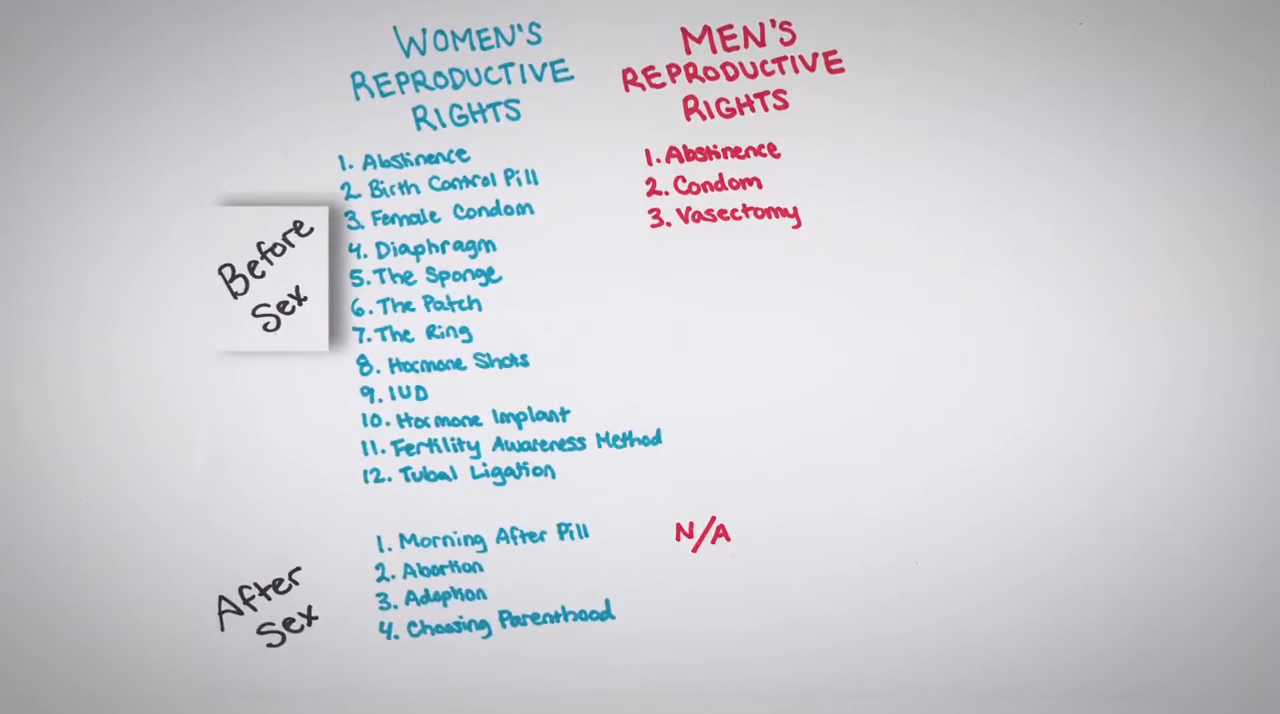 WOMEN'S
REPRODUCTIVE
RIGHTS
1. Abstinence
2. Birth Control Pill
3. Female Condom
4. Diaphragm
5. The Sponge
6. The Patch
7. The Ring
8. Hormone Shots
9. IUD
10. Hormone Implant
11. Fertility Awareness Method
12. Tubal Ligation
MEN'S
REPRODUCTIVE
RIGHTS
1. Abstinence
2. Condom
3. Vasectomy
Before
Sex
After
Sex
1. Morning After Pill
2. Abortion
3. Adoption
4. Choosing Parenthood
N/A